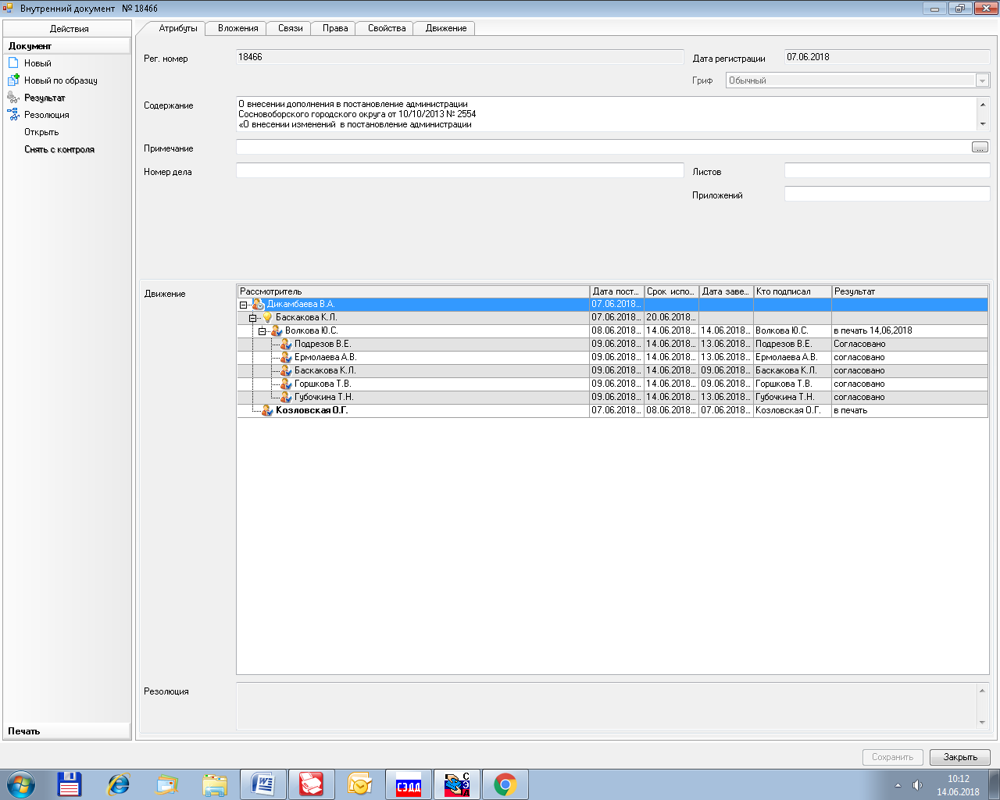 Внутренний документ № 18466
Действия
Документ
Новый
Новый по образцу
Результат
Резолюция
Открыть
Снять с контроля
Печать
Атрибуты Вложения Связи Права Свойства Движение
Рег. номер 18466 Дата регистрации 07.06.2018
Гриф Обычный
Содержание
О внесении дополнения в постановление администрации
Сосновоборского городского округа от 10/10/2013 № 2554
«О внесении изменений в постановление администрации
Примечание ...
Номер дела Листов
Приложений
Движение
Рассмотритель Дата пост... Срок испо... Дата заве... Кто подписал Результат
Дикамбаева В.А. 07.06.2018...
Баскакова К.Л. 07.06.2018... 20.06.2018...
Волкова Ю.С. 08.06.2018... 14.06.2018... 14.06.2018... Волкова Ю.С. в печать 14,06,2018
Подрезов В.Е. 09.06.2018... 14.06.2018... 13.06.2018... Подрезов В.Е. Согласовано
Ермолаева А.В. 09.06.2018... 14.06.2018... 13.06.2018... Ермолаева А.В. согласовано
Баскакова К.Л. 09.06.2018... 14.06.2018... 09.06.2018... Баскакова К.Л. согласовано
Горшкова Т.В. 09.06.2018... 14.06.2018... 09.06.2018... Горшкова Т.В. согласовано
Губочкина Т.Н. 09.06.2018... 14.06.2018... 13.06.2018... Губочкина Т.Н. согласовано
Козловская О.Г. 07.06.2018... 08.06.2018... 07.06.2018... Козловская О.Г. в печать
Резолюция
Сохранить Закрыть
СЭДД
СЭД
10:12
14.06.2018